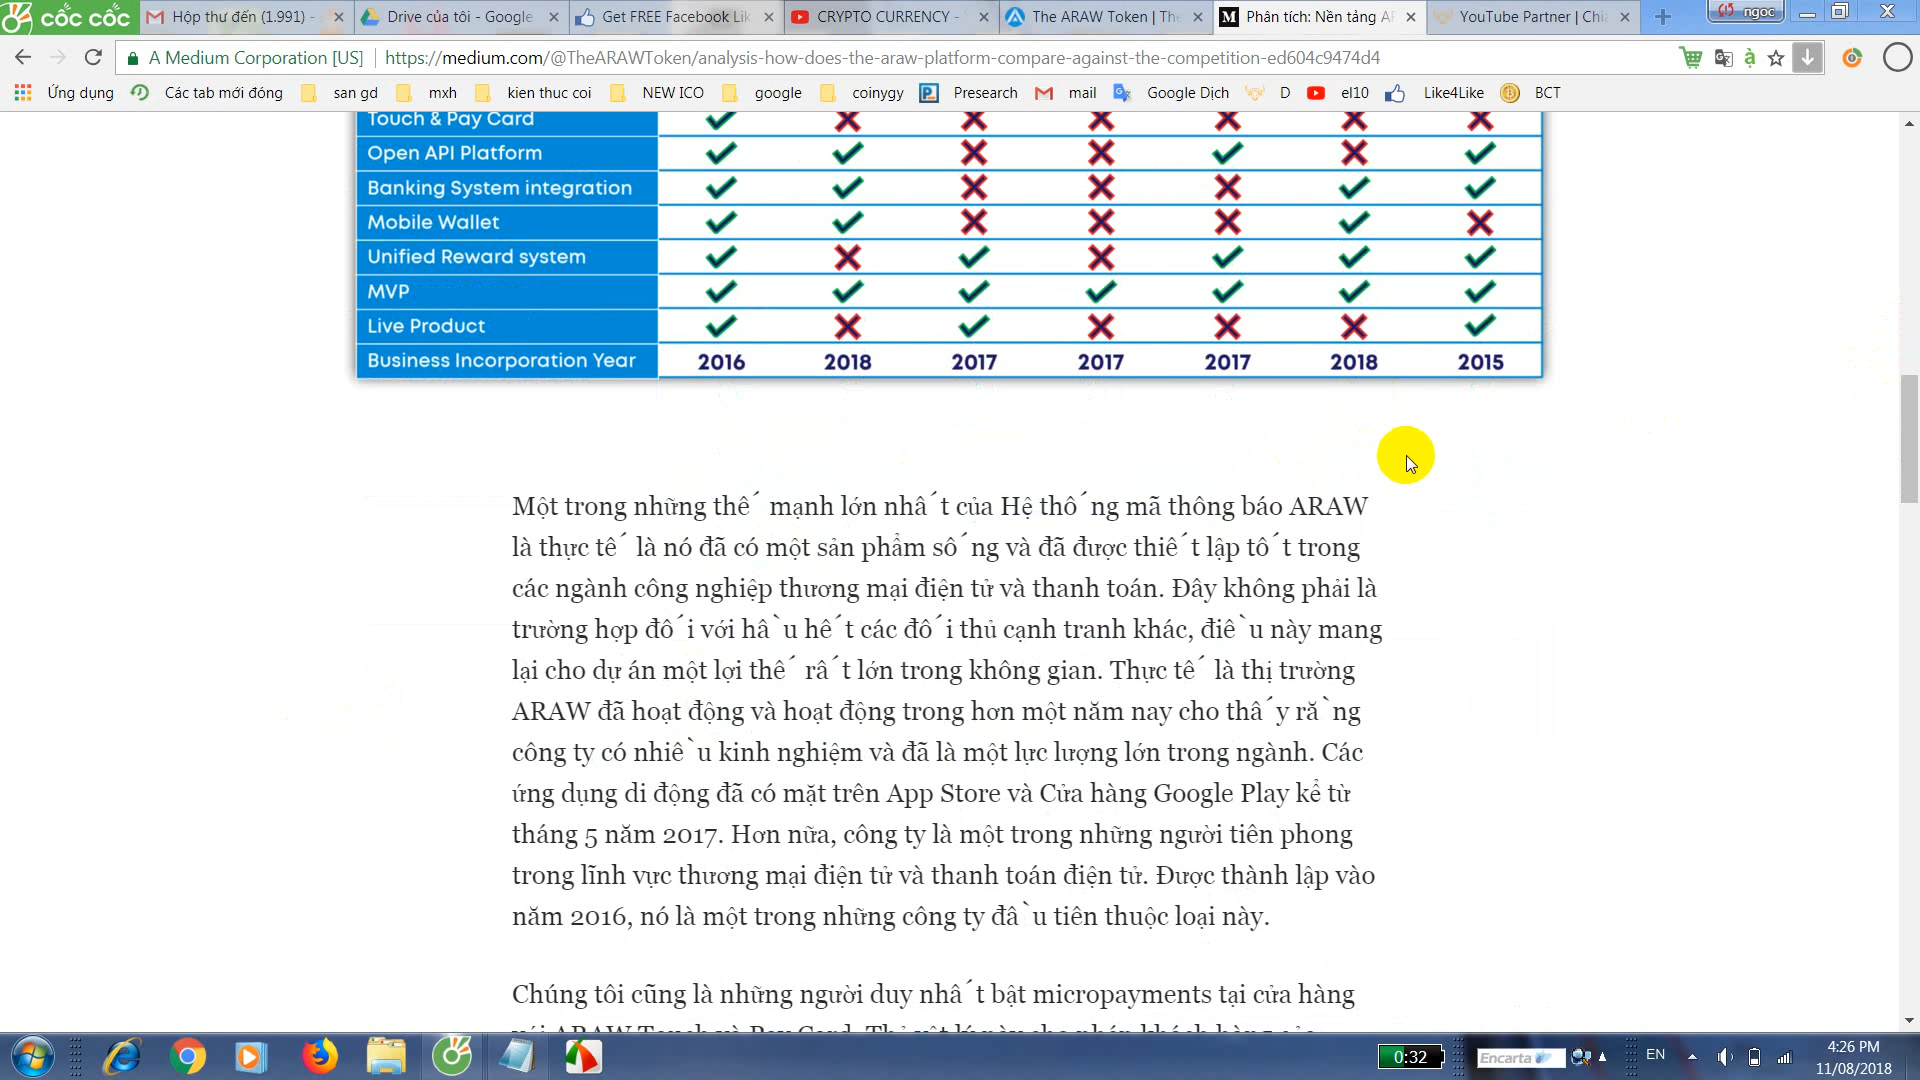 cốc cốc
Hộp thư đến (1.991) -
Drive của tôi - Google
Get FREE Facebook Lik
CRYPTO CURRENCY -
The ARAW Token | The
Phân tích: Nền tảng AR
YouTube Partner | Chi
ngoc
A Medium Corporation [US]
https://medium.com/@TheARAWToken/analysis-how-does-the-araw-platform-compare-against-the-competition-ed604c9474d4
Ứng dụng
Các tab mới đóng
san gd
mxh
kien thuc coi
NEW ICO
google
coinygy
Presearch
mail
Google Dịch
D
el10
Like4Like
BCT
Touch & Pay Card
Open API Platform
Banking System integration
Mobile Wallet
Unified Reward system
MVP
Live Product
Business Incorporation Year 2016 2018 2017 2017 2017 2018 2015
Một trong những thế mạnh lớn nhất của Hệ thống mã thông báo ARAW
là thực tế là nó đã có một sản phẩm sống và đã được thiết lập tốt trong
các ngành công nghiệp thương mại điện tử và thanh toán. Đây không phải là
trường hợp đối với hầu hết các đối thủ cạnh tranh khác, điều này mang
lại cho dự án một lợi thế rất lớn trong không gian. Thực tế là thị trường
ARAW đã hoạt động và hoạt động trong hơn một năm nay cho thấy rằng
công ty có nhiều kinh nghiệm và đã là một lực lượng lớn trong ngành. Các
ứng dụng di động đã có mặt trên App Store và Cửa hàng Google Play kể từ
tháng 5 năm 2017. Hơn nữa, công ty là một trong những người tiên phong
trong lĩnh vực thương mại điện tử và thanh toán điện tử. Được thành lập vào
năm 2016, nó là một trong những công ty đầu tiên thuộc loại này.
Chúng tôi cũng là những người duy nhất bật micropayments tại cửa hàng
0:32
Encarta
EN
4:26 PM
11/08/2018